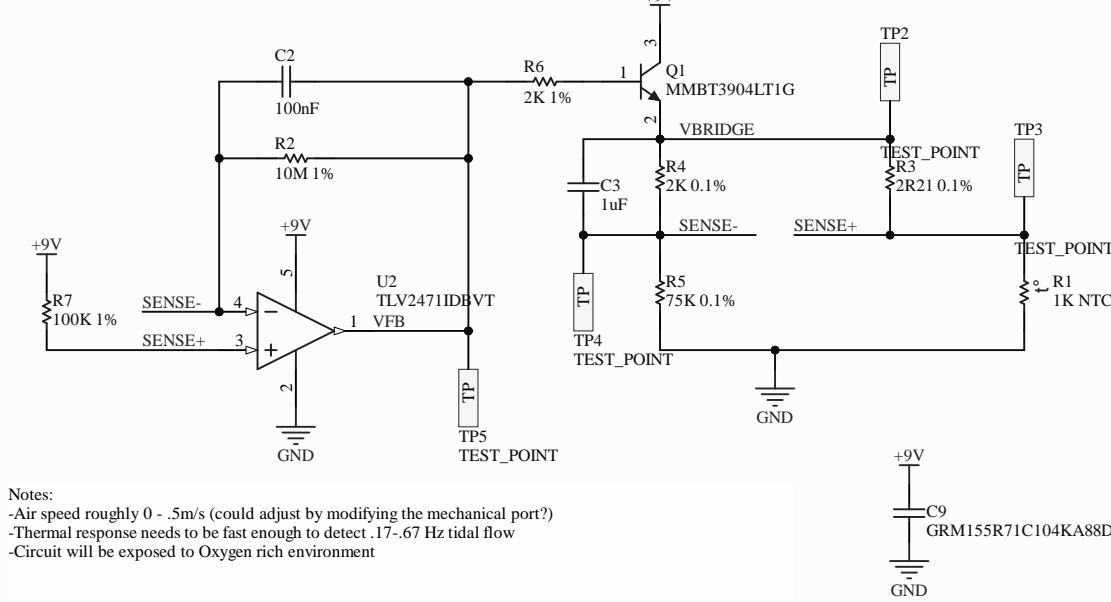 +9V
TP2
TP
C2
100nF
R6
2K 1%
1
3
2
Q1
MMBT3904LT1G
VBRIDGE
TEST_POINT
TP3
TP
R2
10M 1%
C3
1uF
R4
2K 0.1%
R3
2R21 0.1%
SENSE-
SENSE+
TEST_POINT
+9V
+9V
R7
100K 1%
SENSE-
4
5
U2
TLV2471IDBVT
1
VFB
SENSE+
3
2
TP
TP4
TEST_POINT
R5
75K 0.1%
t°
R1
1K NTC
TP
TP5
TEST_POINT
GND
GND
+9V
C9
GRM155R71C104KA88D
GND
Notes:
-Air speed roughly 0 - .5m/s (could adjust by modifying the mechanical port?)
-Thermal response needs to be fast enough to detect .17-.67 Hz tidal flow
-Circuit will be exposed to Oxygen rich environment